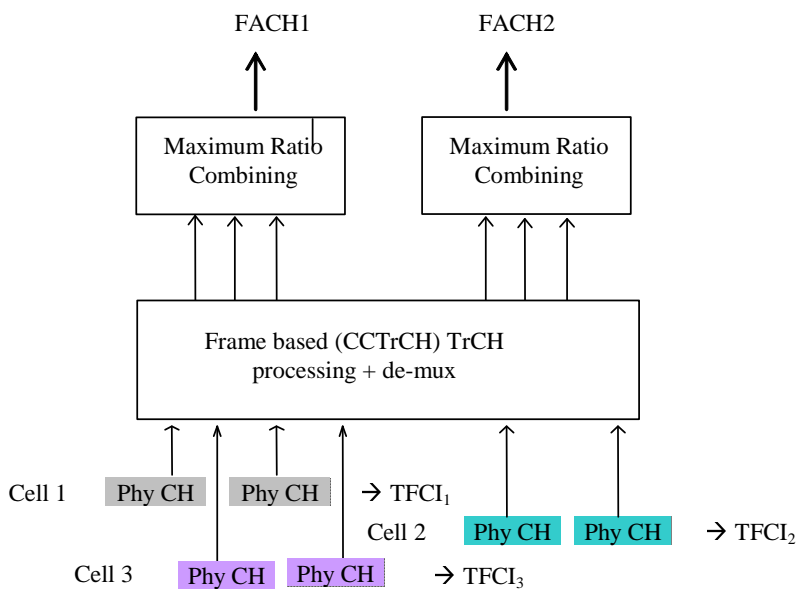 FACH1 FACH2
Maximum Ratio
Combining
Maximum Ratio
Combining
Frame based (CCTrCH) TrCH
processing + de-mux
Cell 1 Phy CH Phy CH → TFCI₁
Cell 2 Phy CH Phy CH → TFCI₂
Cell 3 Phy CH Phy CH → TFCI₃